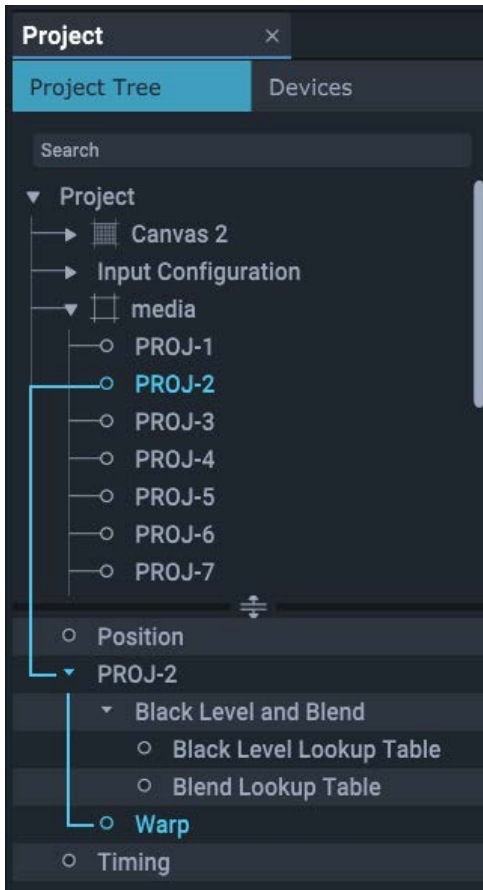 Project ×
Project Tree Devices
Search
Project
Canvas 2
Input Configuration
media
PROJ-1
PROJ-2
PROJ-3
PROJ-4
PROJ-5
PROJ-6
PROJ-7
Position
PROJ-2
Black Level and Blend
Black Level Lookup Table
Blend Lookup Table
Warp
Timing